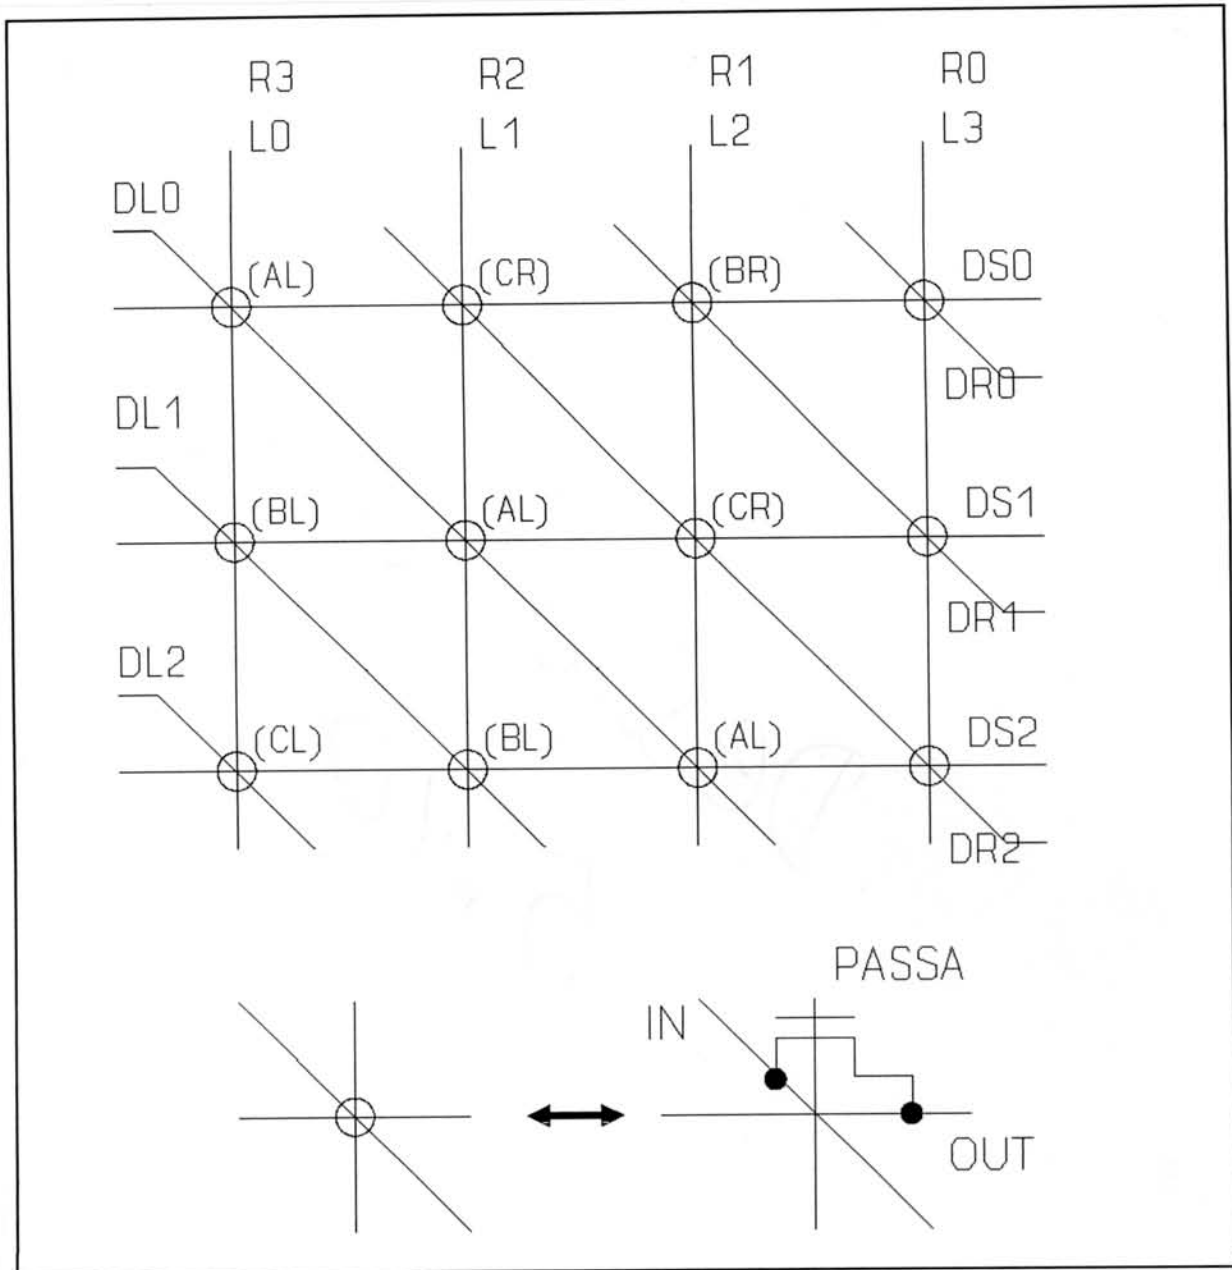 R3 R2 R1 R0
L0 L1 L2 L3
DL0
(AL) (CR) (BR) DS0
DR0
DL1
(BL) (AL) (CR) DS1
DR1
DL2
(CL) (BL) (AL) DS2
DR2
PASSA
IN
OUT